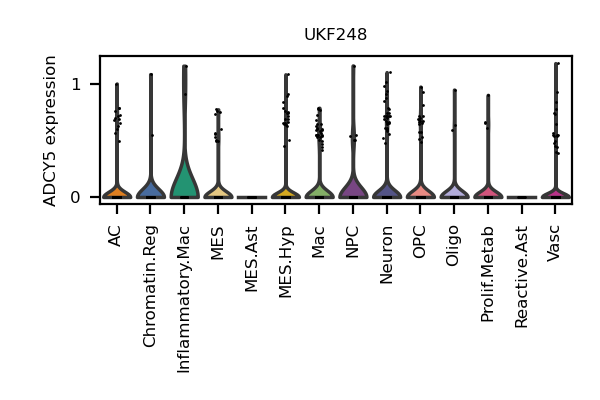 UKF248
ADCY5 expression
1
0
AC
Chromatin.Reg
Inflammatory.Mac
MES
MES.Ast
MES.Hyp
Mac
NPC
Neuron
OPC
Oligo
Prolif.Metab
Reactive.Ast
Vasc